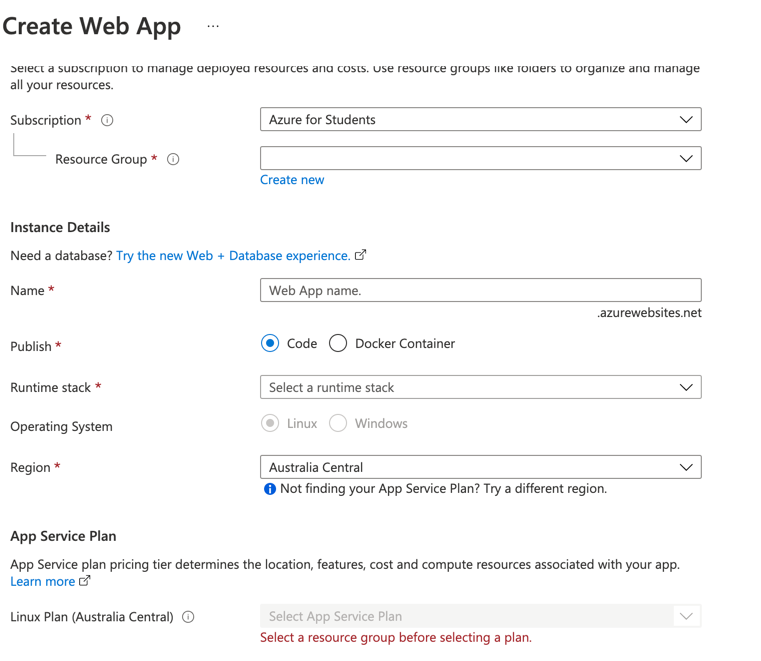 Create Web App ...
Select a subscription to manage deployed resources and costs. Use resource groups like folders to organize and manage
all your resources.
Subscription *
Azure for Students
Resource Group *
Create new
Instance Details
Need a database? Try the new Web + Database experience.
Name *
Web App name.
.azurewebsites.net
Publish *
Code
Docker Container
Runtime stack *
Select a runtime stack
Operating System
Linux
Windows
Region *
Australia Central
Not finding your App Service Plan? Try a different region.
App Service Plan
App Service plan pricing tier determines the location, features, cost and compute resources associated with your app.
Learn more
Linux Plan (Australia Central)
Select App Service Plan
Select a resource group before selecting a plan.